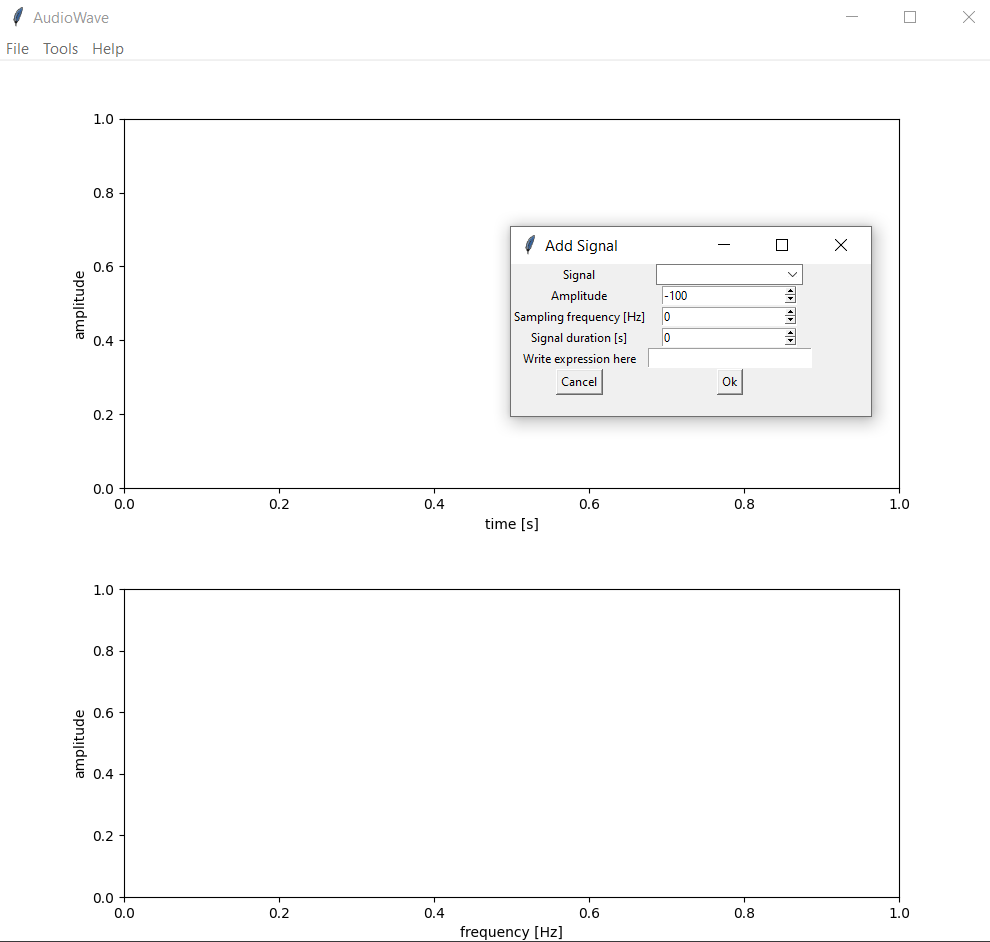 AudioWave
File Tools Help
1.0
0.8
0.6
0.4
0.2
0.0
amplitude
0.0 0.2 0.4 0.6 0.8 1.0
time [s]
Add Signal
Signal
Amplitude -100
Sampling frequency [Hz] 0
Signal duration [s] 0
Write expression here
Cancel Ok
1.0
0.8
0.6
0.4
0.2
0.0
amplitude
0.0 0.2 0.4 0.6 0.8 1.0
frequency [Hz]